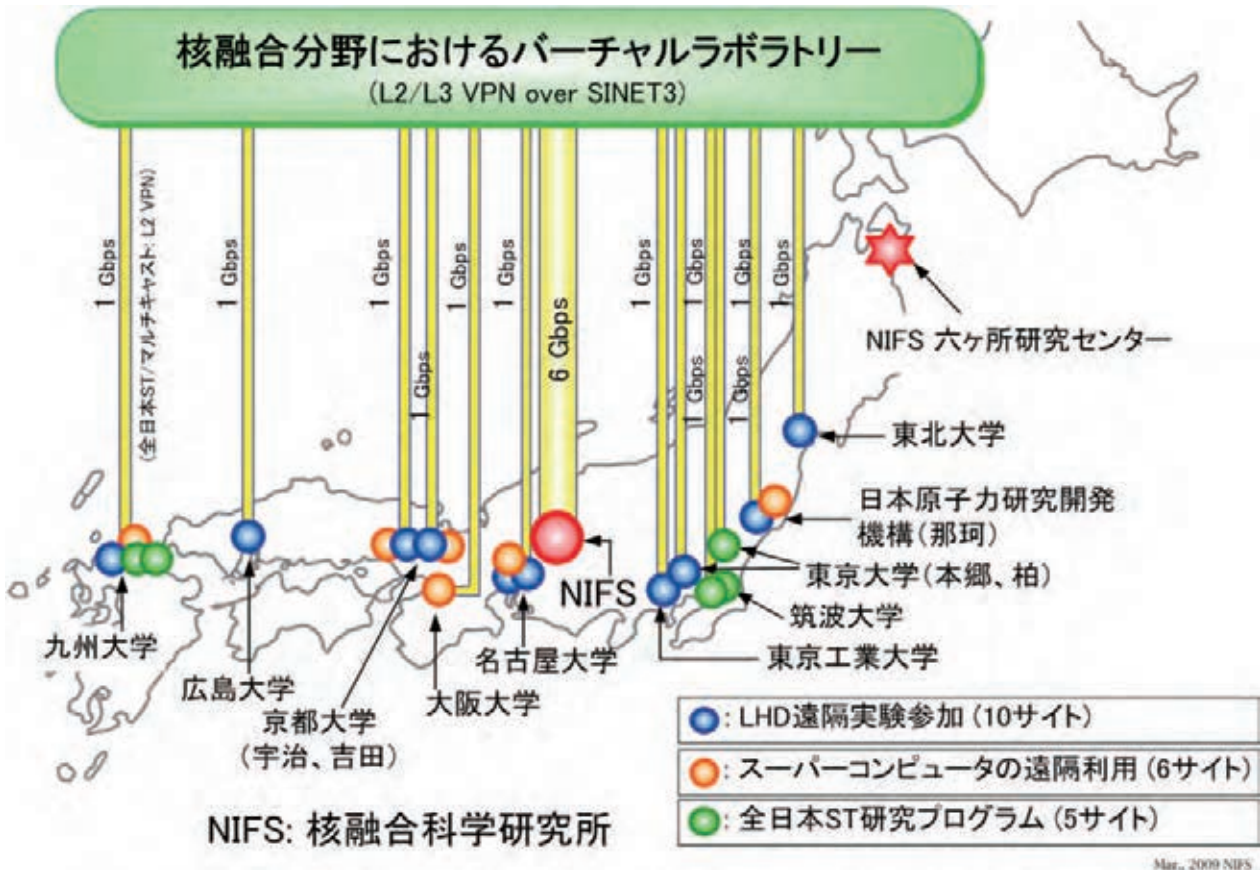 核融合分野におけるバーチャルラボラトリー
(L2/L3 VPN over SINET3)
1 Gbps
(全日本ST/マルチキャスト: L2 VPN)
1 Gbps
1 Gbps
1 Gbps
1 Gbps
1 Gbps
6 Gbps
1 Gbps
1 Gbps
1 Gbps
1 Gbps
1 Gbps
1 Gbps
NIFS 六ヶ所研究センター
東北大学
日本原子力研究開発
機構(那珂)
東京大学(本郷、柏)
筑波大学
東京工業大学
NIFS
名古屋大学
大阪大学
京都大学
(宇治、吉田)
広島大学
九州大学
: LHD遠隔実験参加 (10サイト)
: スーパーコンピュータの遠隔利用 (6サイト)
: 全日本ST研究プログラム (5サイト)
NIFS: 核融合科学研究所
Mar., 2009 NIFS